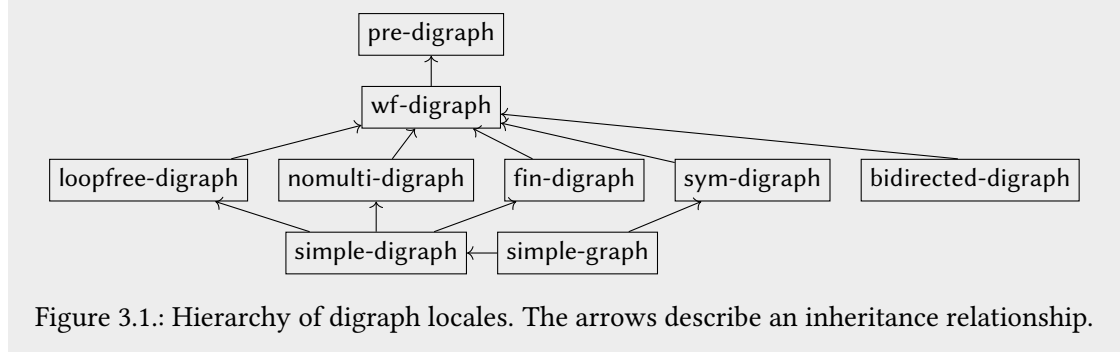 pre-digraph
wf-digraph
loopfree-digraph
nomulti-digraph
fin-digraph
sym-digraph
bidirected-digraph
simple-digraph
simple-graph
Figure 3.1.: Hierarchy of digraph locales. The arrows describe an inheritance relationship.